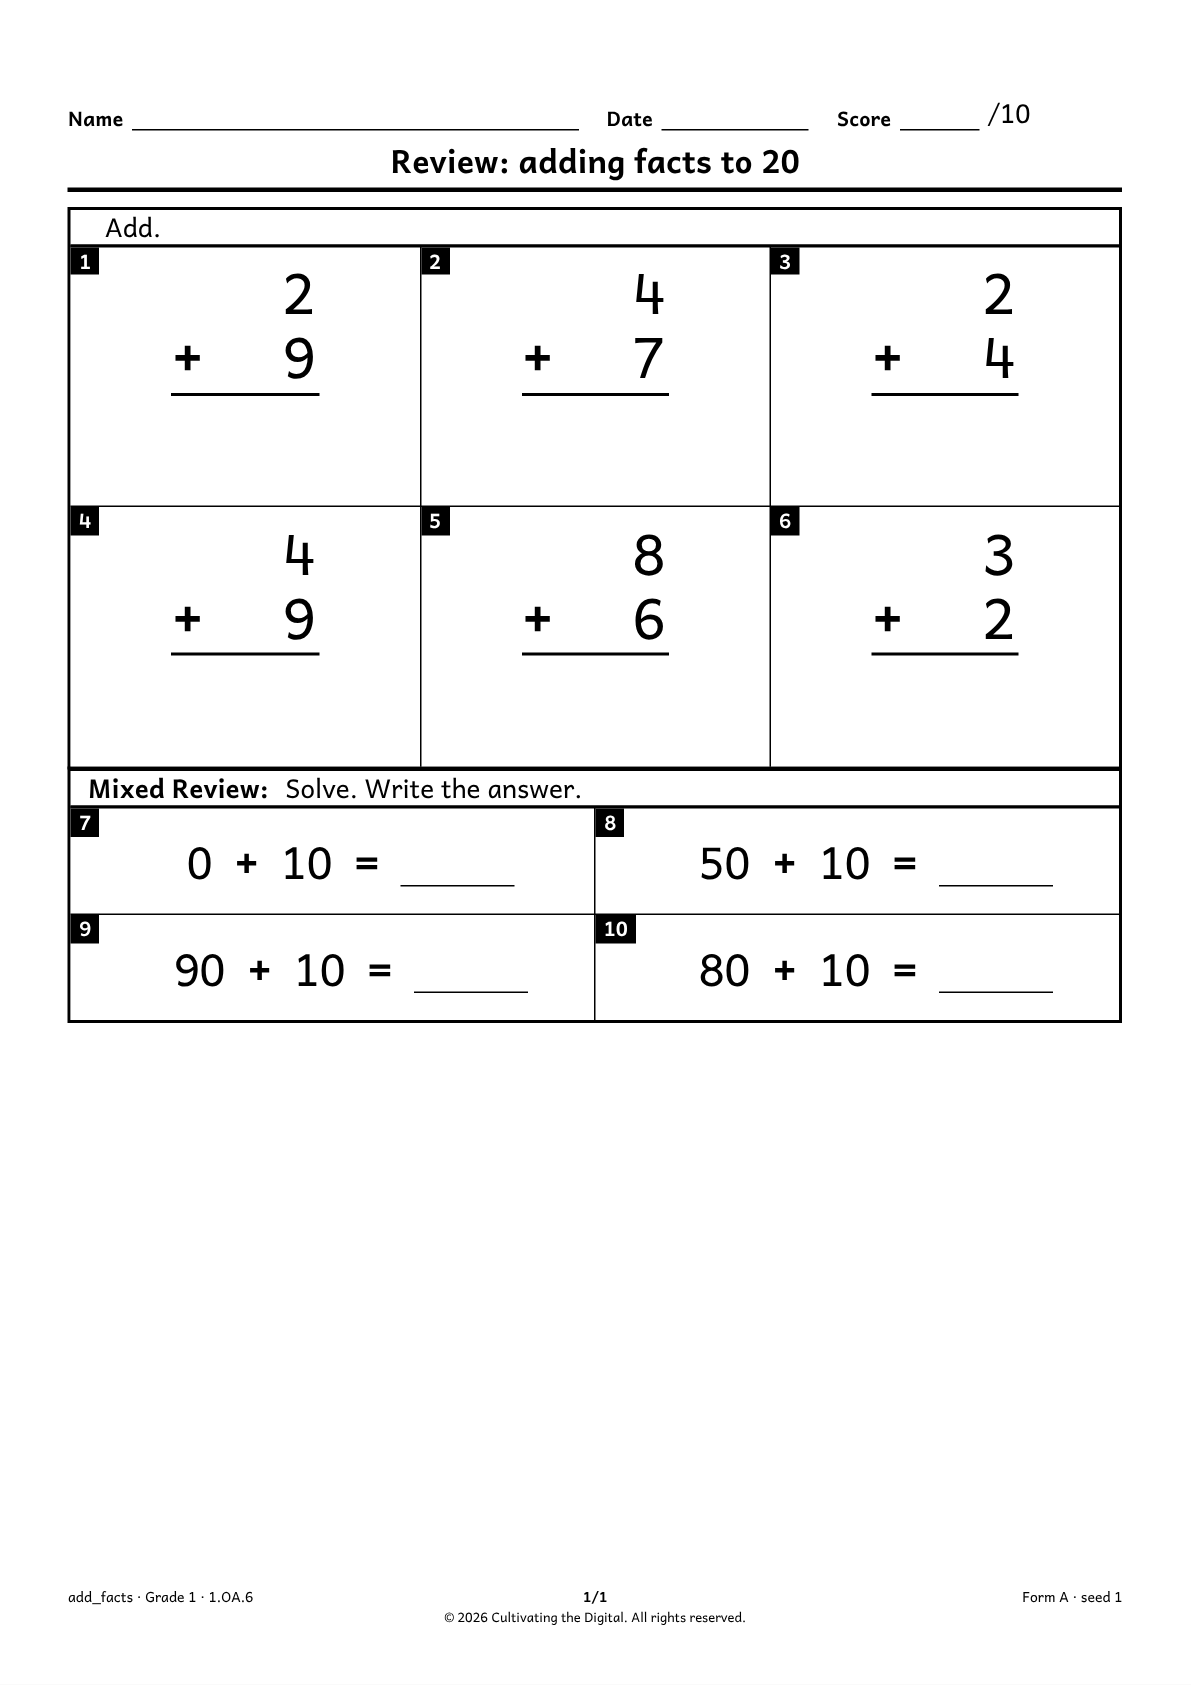 Name Date Score /10
Review: adding facts to 20
Add.
1 2 3
2 4 2
+ 9 + 7 + 4
4 5 6
4 8 3
+ 9 + 6 + 2
Mixed Review: Solve. Write the answer.
7 8
0 + 10 = 50 + 10 =
9 10
90 + 10 = 80 + 10 =
add_facts · Grade 1 · 1.OA.6 1/1 Form A · seed 1
© 2026 Cultivating the Digital. All rights reserved.